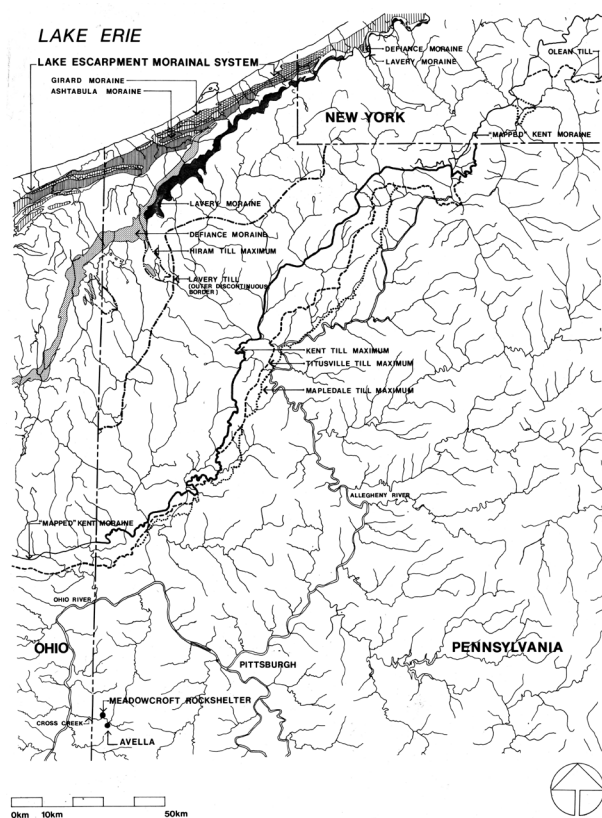 LAKE ERIE
LAKE ESCARPMENT MORAINAL SYSTEM
GIRARD MORAINE
ASHTABULA MORAINE
DEFIANCE MORAINE
LAVERY MORAINE
OLEAN TILL
NEW YORK
"MAPPED" KENT MORAINE
LAVERY MORAINE
DEFIANCE MORAINE
HIRAM TILL MAXIMUM
LAVERY TILL
(OUTER DISCONTINUOUS
BORDER)
KENT TILL MAXIMUM
TITUSVILLE TILL MAXIMUM
MAPLEDALE TILL MAXIMUM
ALLEGHENY RIVER
"MAPPED" KENT MORAINE
OHIO RIVER
OHIO
PITTSBURGH
PENNSYLVANIA
MEADOWCROFT ROCKSHELTER
CROSS CREEK
AVELLA
0km 10km 50km